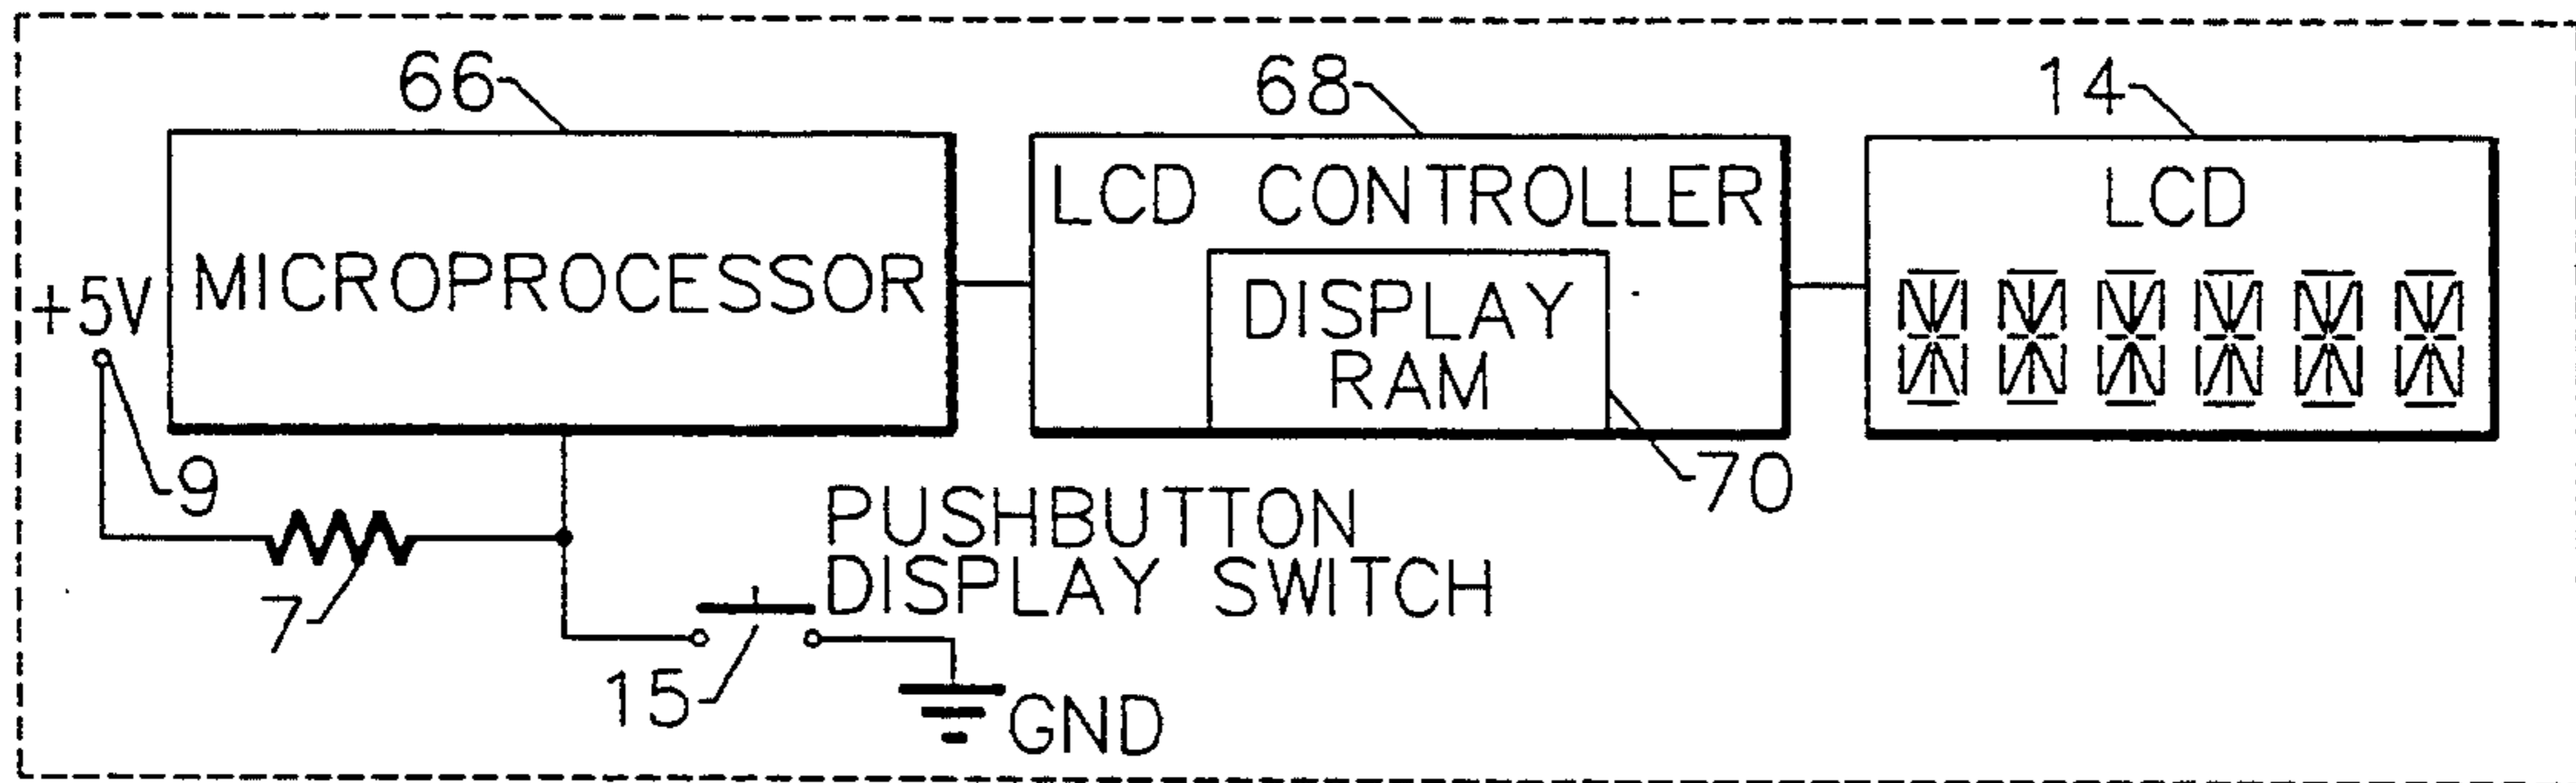 66
68
14
MICROPROCESSOR
LCD CONTROLLER
DISPLAY
RAM
LCD
+5V
9
70
7
PUSHBUTTON
DISPLAY SWITCH
15
GND